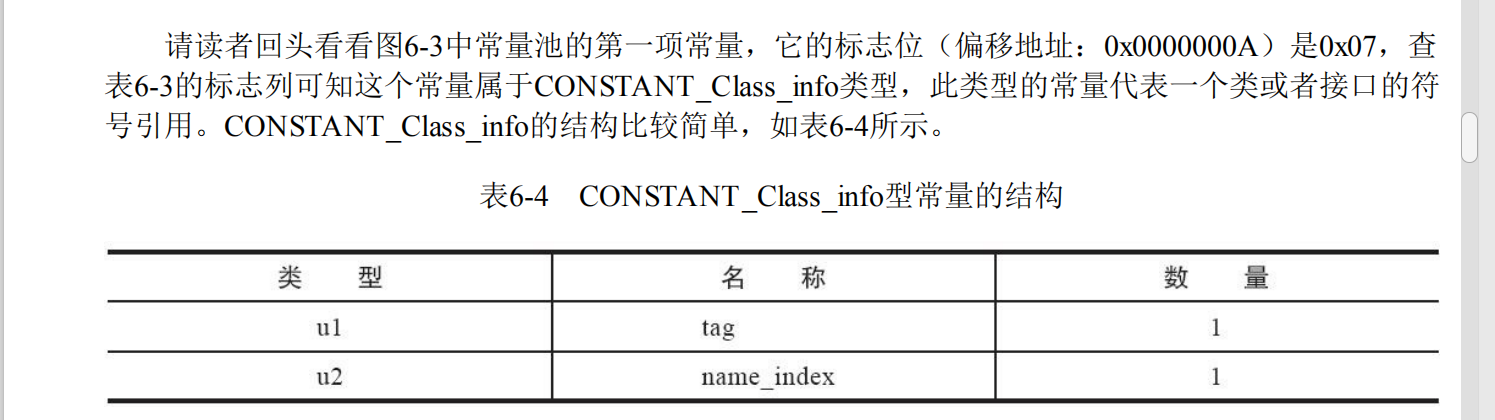 请读者回头看看图6-3中常量池的第一项常量，它的标志位（偏移地址：0x0000000A）是0x07，查
表6-3的标志列可知这个常量属于CONSTANT_Class_info类型，此类型的常量代表一个类或者接口的符
号引用。CONSTANT_Class_info的结构比较简单，如表6-4所示。
表6-4 CONSTANT_Class_info型常量的结构
类 型 名 称 数 量
u1 tag 1
u2 name_index 1